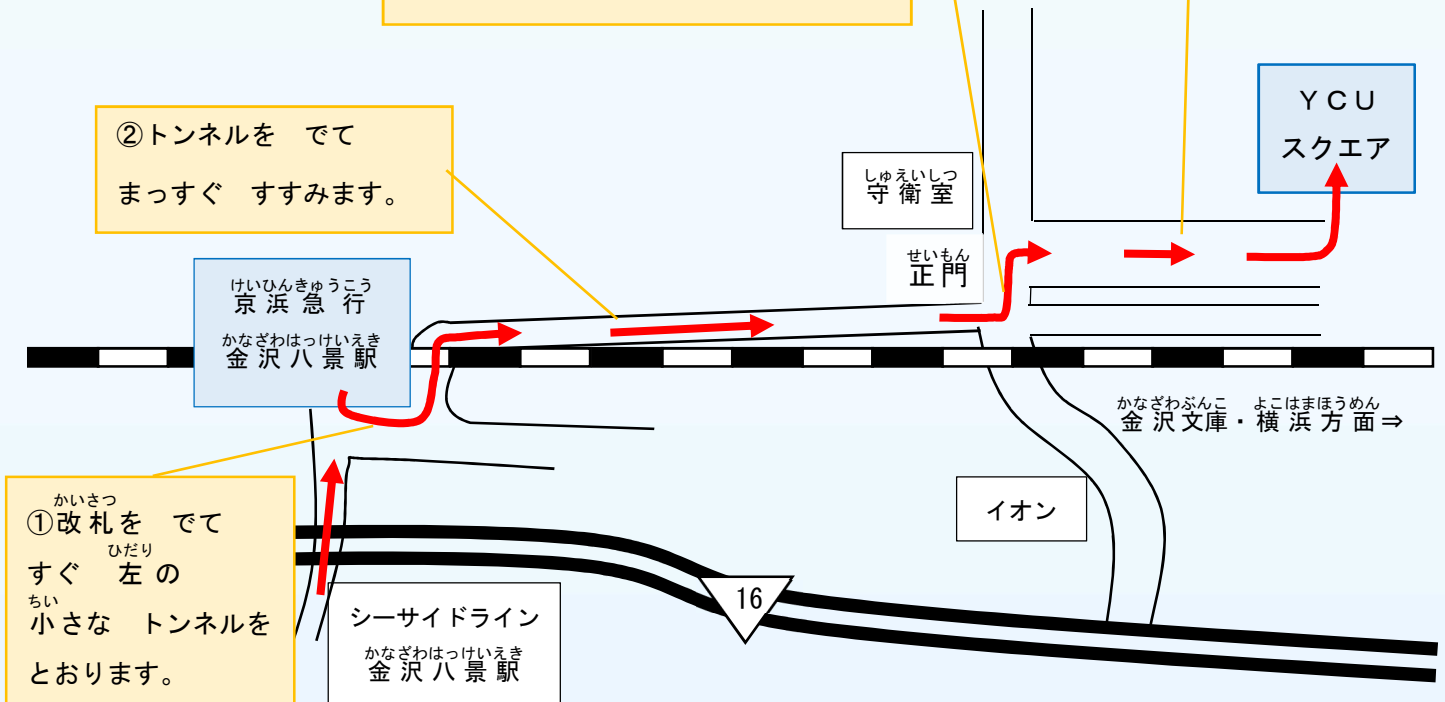 ②トンネルを　でて
まっすぐ　すすみます。
ＹＣＵ
スクエア
しゅえいしつ
守衛室
せいもん
正門
けいひんきゅうこう
京浜急行
かなざわはっけいえき
金沢八景駅
かなざわぶんこ　よこはまほうめん
金沢文庫・横浜方面⇒
かいさつ
①改札を　でて
ひだり
すぐ　左の
ちい
小さな　トンネルを
とおります。
イオン
16
シーサイドライン
かなざわはっけいえき
金沢八景駅